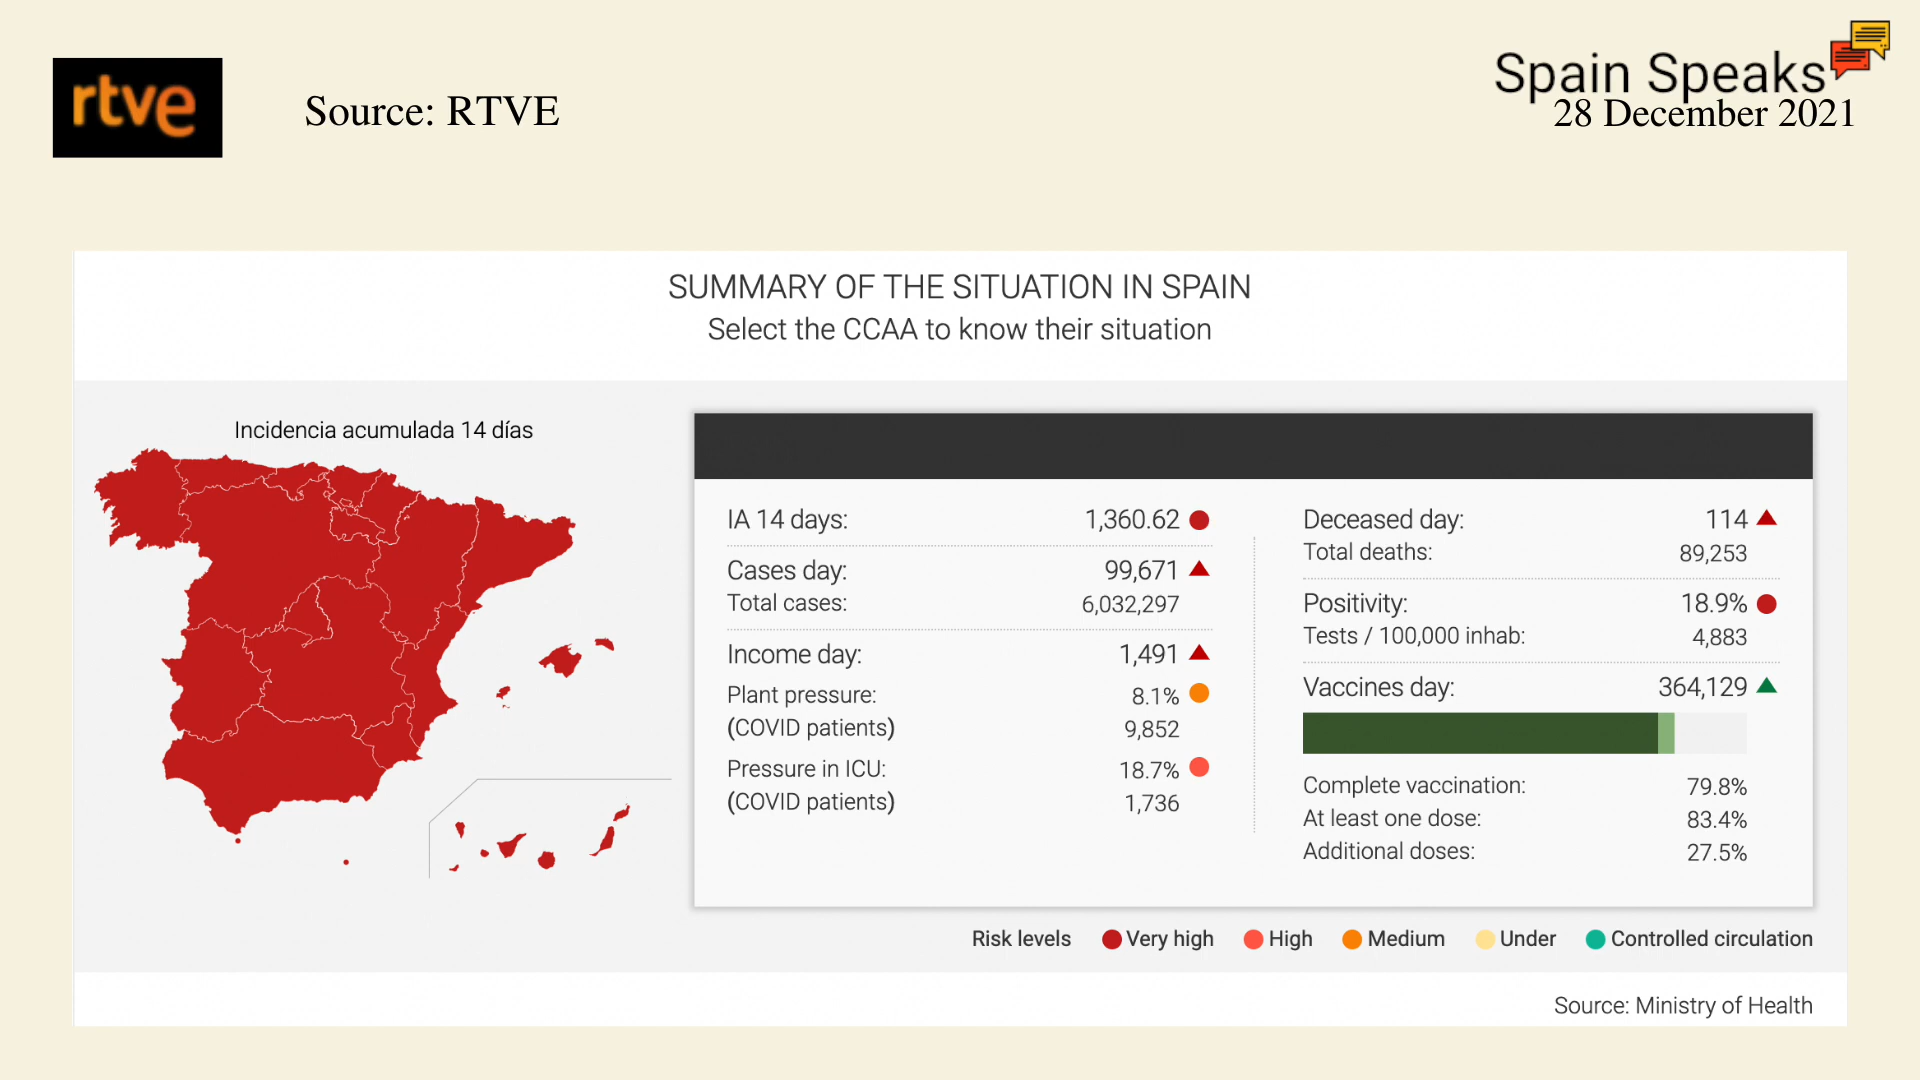 rtve
Source: RTVE
Spain Speaks
28 December 2021
SUMMARY OF THE SITUATION IN SPAIN
Select the CCAA to know their situation
Incidencia acumulada 14 días
IA 14 days: 1,360.62
Cases day: 99,671
Total cases: 6,032,297
Income day: 1,491
Plant pressure: 8.1%
(COVID patients) 9,852
Pressure in ICU: 18.7%
(COVID patients) 1,736
Deceased day: 114
Total deaths: 89,253
Positivity: 18.9%
Tests / 100,000 inhab: 4,883
Vaccines day: 364,129
Complete vaccination: 79.8%
At least one dose: 83.4%
Additional doses: 27.5%
Risk levels Very high High Medium Under Controlled circulation
Source: Ministry of Health